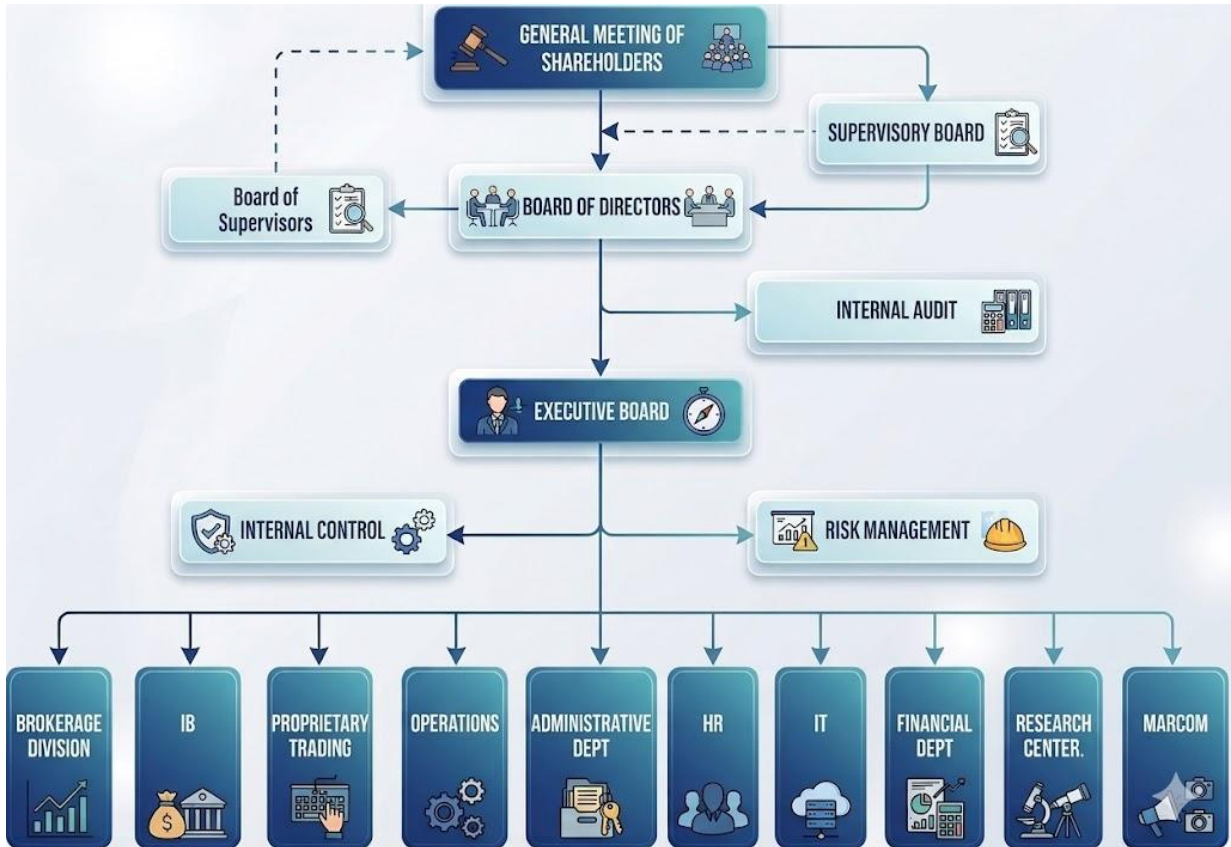 GENERAL MEETING OF
SHAREHOLDERS
SUPERVISORY BOARD
Board of
Supervisors
BOARD OF DIRECTORS
INTERNAL AUDIT
EXECUTIVE BOARD
INTERNAL CONTROL
RISK MANAGEMENT
BROKERAGE
DIVISION
IB
PROPRIETARY
TRADING
OPERATIONS
ADMINISTRATIVE
DEPT
HR
IT
FINANCIAL
DEPT
RESEARCH
CENTER.
MARCOM